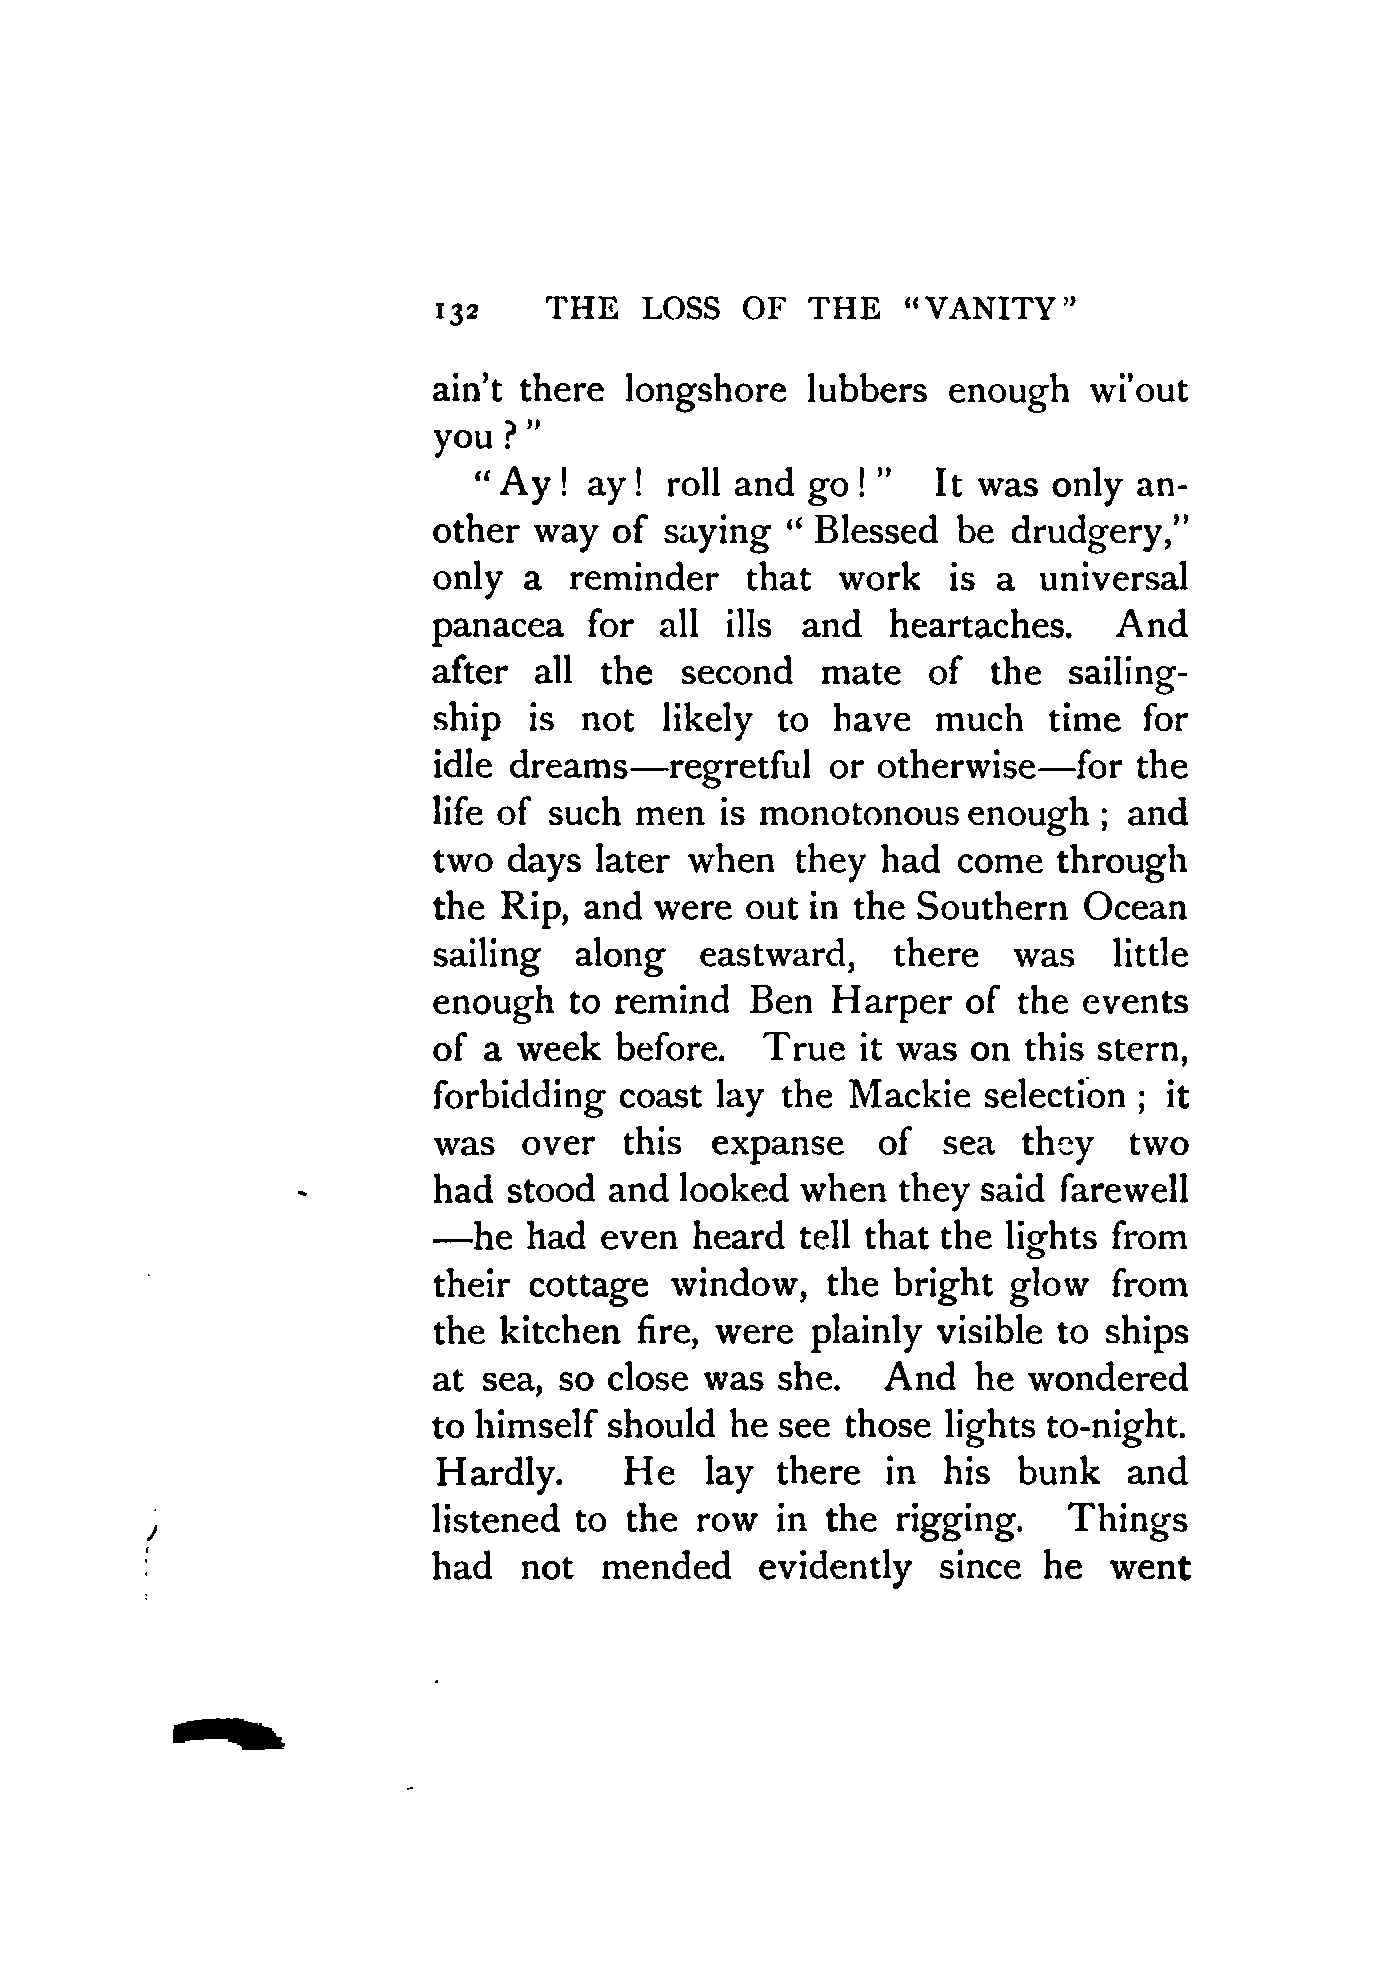 132 THE LOSS OF THE “VANITY”
ain't there longshore lubbers enough wi'out
you ? ”
“ Ay ! ay ! roll and go ! ” It was only an-
other way of saying “ Blessed be drudgery,”
only a reminder that work is a universal
panacea for all ills and heartaches. And
after all the second mate of the sailing-
ship is not likely to have much time for
idle dreams—regretful or otherwise—for the
life of such men is monotonous enough ; and
two days later when they had come through
the Rip, and were out in the Southern Ocean
sailing along eastward, there was little
enough to remind Ben Harper of the events
of a week before. True it was on this stern,
forbidding coast lay the Mackie selection ; it
was over this expanse of sea they two
had stood and looked when they said farewell
—he had even heard tell that the lights from
their cottage window, the bright glow from
the kitchen fire, were plainly visible to ships
at sea, so close was she. And he wondered
to himself should he see those lights to-night.
Hardly. He lay there in his bunk and
listened to the row in the rigging. Things
had not mended evidently since he went